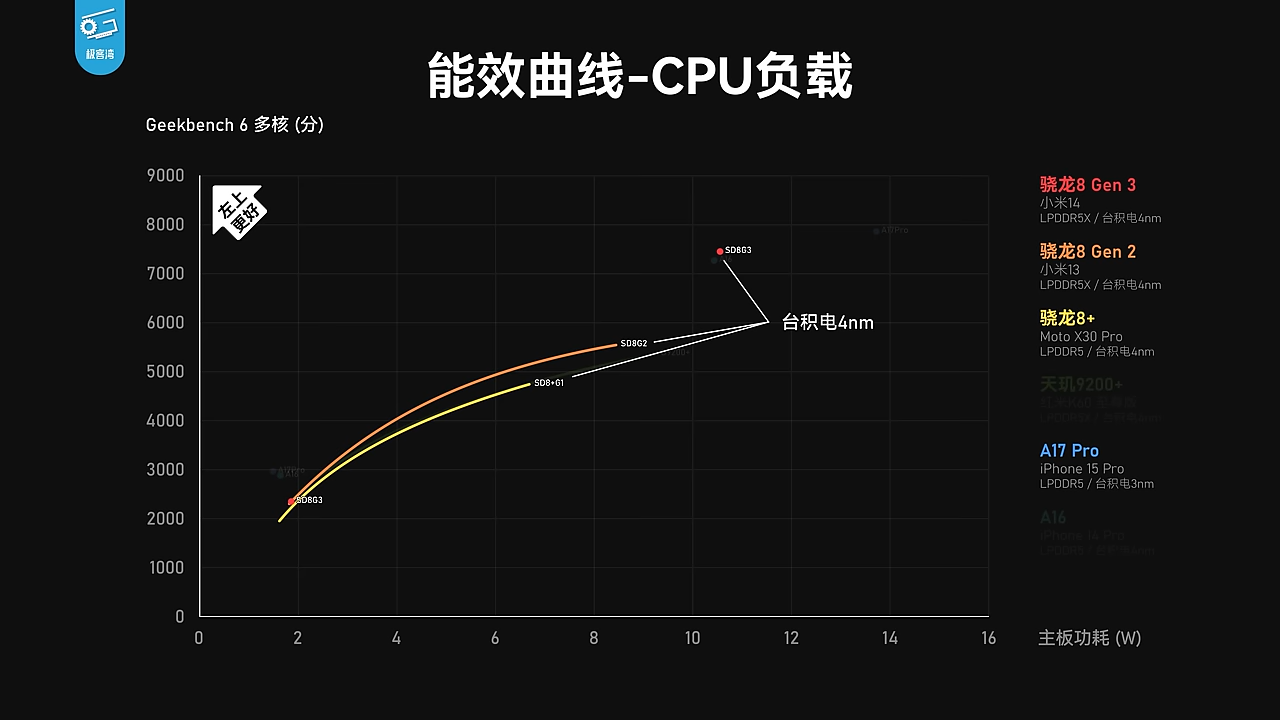 极客湾
能效曲线-CPU负载
Geekbench 6 多核 (分)
9000
8000
7000
6000
5000
4000
3000
2000
1000
0
0
2
4
6
8
10
12
14
16
主板功耗 (W)
左上
更好
A17Pro
SD8G3
台积电4nm
SD8G2
SD8+G1
SD8G3
骁龙8 Gen 3
小米14
LPDDR5X / 台积电4nm
骁龙8 Gen 2
小米13
LPDDR5X / 台积电4nm
骁龙8+
Moto X30 Pro
LPDDR5 / 台积电4nm
天玑9200+
A17 Pro
iPhone 15 Pro
LPDDR5 / 台积电3nm
A16